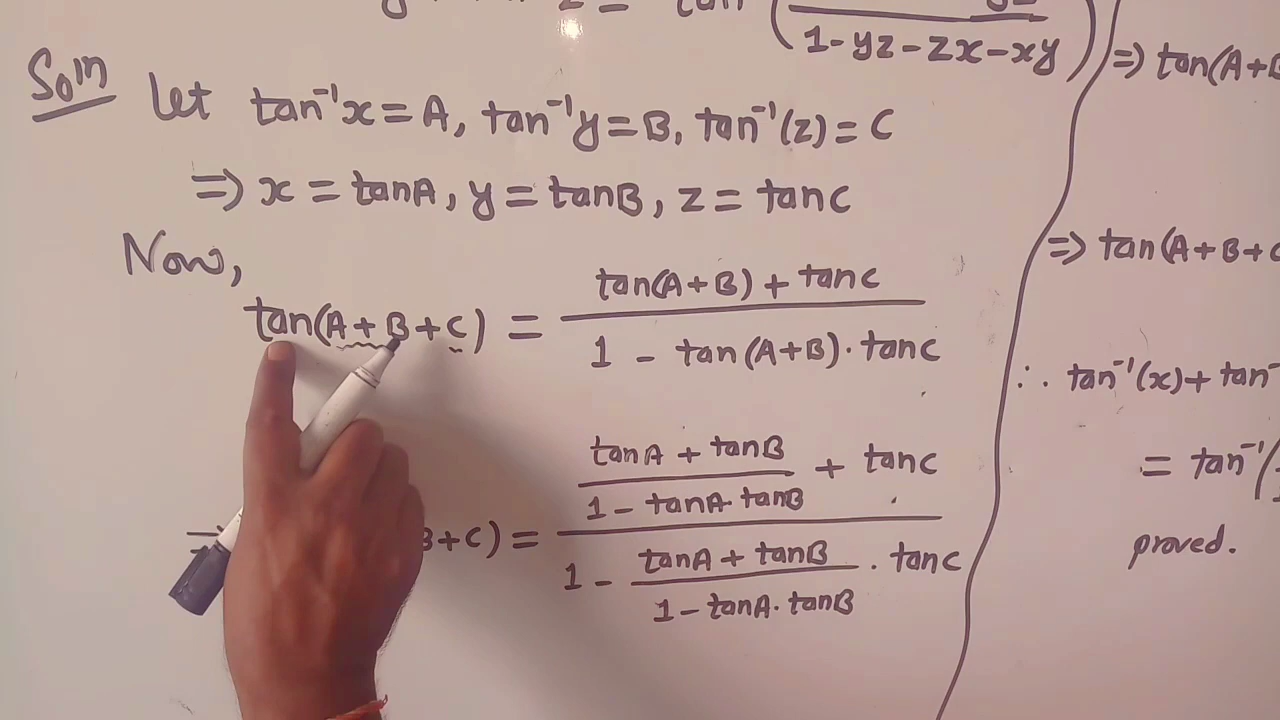 1-yz-zx-xy
Soln
Let tan⁻¹x = A, tan⁻¹y = B, tan⁻¹(z) = C
⇒ x = tanA, y = tanB, z = tanC
Now,
tan(A+B+C) = (tan(A+B) + tanC) / (1 - tan(A+B)·tanC)
B+C) = ((tanA + tanB)/(1 - tanA·tanB) + tanC) / (1 - (tanA + tanB)/(1-tanA·tanB) · tanC)
⇒ tan(A+B
⇒ tan(A+B+C
∴ tan⁻¹(x)+ tan⁻
= tan⁻¹(
proved.